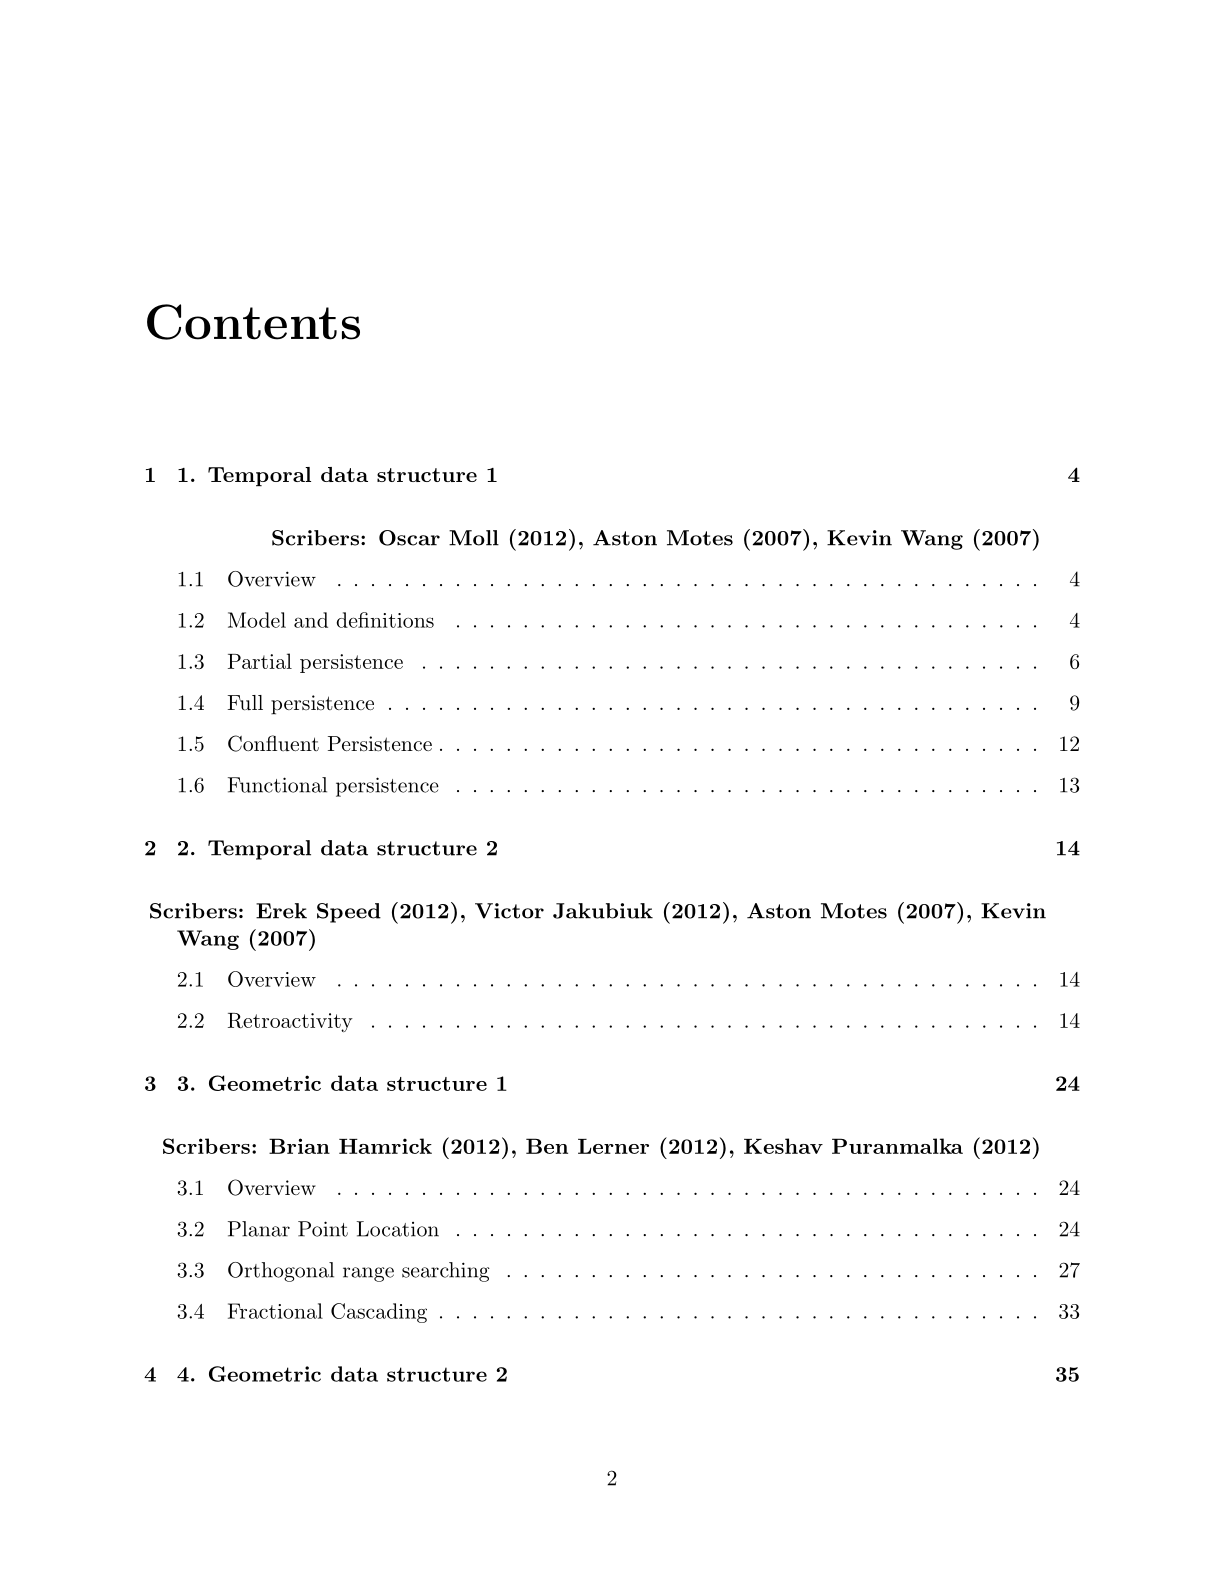 Contents
1 1. Temporal data structure 1 4
Scribers: Oscar Moll (2012), Aston Motes (2007), Kevin Wang (2007)
1.1 Overview . . . . . . . . . . . . . . . . . . . . . . . . . . . . . . . . . . . . . . . . . . 4
1.2 Model and definitions . . . . . . . . . . . . . . . . . . . . . . . . . . . . . . . . . . . 4
1.3 Partial persistence . . . . . . . . . . . . . . . . . . . . . . . . . . . . . . . . . . . . . 6
1.4 Full persistence . . . . . . . . . . . . . . . . . . . . . . . . . . . . . . . . . . . . . . . 9
1.5 Confluent Persistence . . . . . . . . . . . . . . . . . . . . . . . . . . . . . . . . . . . . 12
1.6 Functional persistence . . . . . . . . . . . . . . . . . . . . . . . . . . . . . . . . . . . 13
2 2. Temporal data structure 2 14
Scribers: Erek Speed (2012), Victor Jakubiuk (2012), Aston Motes (2007), Kevin
Wang (2007)
2.1 Overview . . . . . . . . . . . . . . . . . . . . . . . . . . . . . . . . . . . . . . . . . . 14
2.2 Retroactivity . . . . . . . . . . . . . . . . . . . . . . . . . . . . . . . . . . . . . . . . 14
3 3. Geometric data structure 1 24
Scribers: Brian Hamrick (2012), Ben Lerner (2012), Keshav Puranmalka (2012)
3.1 Overview . . . . . . . . . . . . . . . . . . . . . . . . . . . . . . . . . . . . . . . . . . 24
3.2 Planar Point Location . . . . . . . . . . . . . . . . . . . . . . . . . . . . . . . . . . . 24
3.3 Orthogonal range searching . . . . . . . . . . . . . . . . . . . . . . . . . . . . . . . . 27
3.4 Fractional Cascading . . . . . . . . . . . . . . . . . . . . . . . . . . . . . . . . . . . . 33
4 4. Geometric data structure 2 35
2